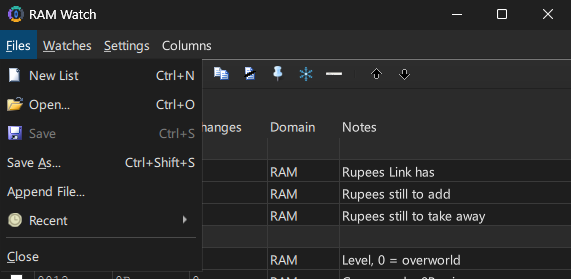 RAM Watch
Files Watches Settings Columns
New List Ctrl+N
Open... Ctrl+O
Save Ctrl+S
Save As... Ctrl+Shift+S
Append File...
Recent
Close
hanges Domain Notes
RAM Rupees Link has
RAM Rupees still to add
RAM Rupees still to take away
RAM Level, 0 = overworld